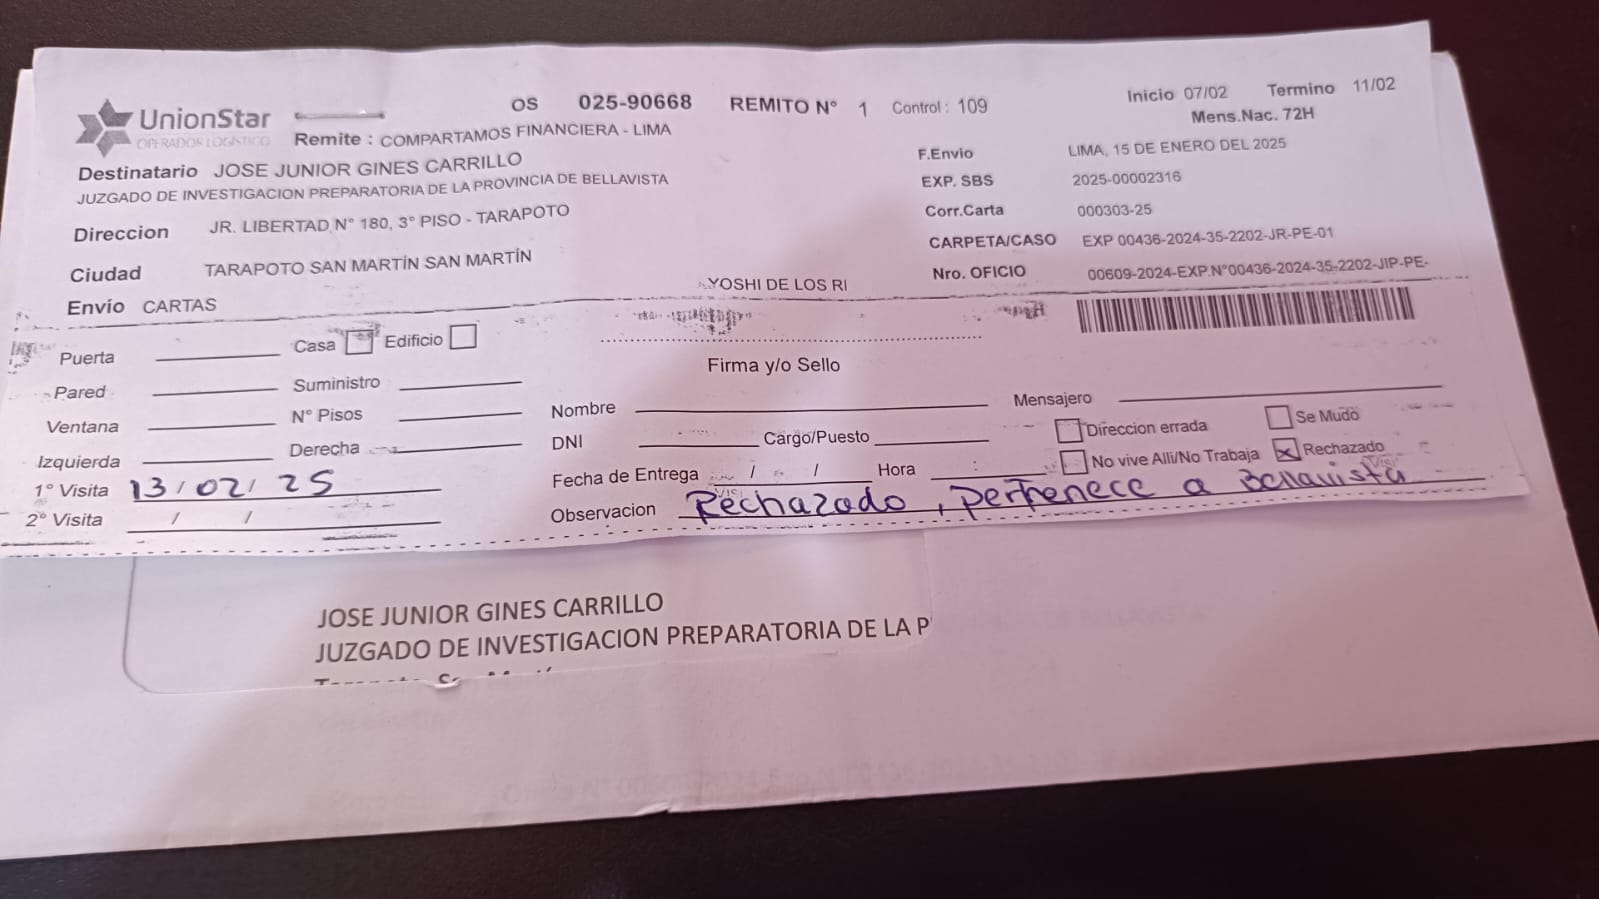 UnionStar
OPERADOR LOGISTICO
OS 025-90668 REMITO N° 1 Control : 109
Inicio 07/02 Termino 11/02
Mens.Nac. 72H
Remite : COMPARTAMOS FINANCIERA - LIMA
Destinatario JOSE JUNIOR GINES CARRILLO
JUZGADO DE INVESTIGACION PREPARATORIA DE LA PROVINCIA DE BELLAVISTA
Direccion JR. LIBERTAD N° 180, 3° PISO - TARAPOTO
Ciudad TARAPOTO SAN MARTÍN SAN MARTÍN
Envío CARTAS
F.Envio LIMA, 15 DE ENERO DEL 2025
EXP. SBS 2025-00002316
Corr.Carta 000303-25
CARPETA/CASO EXP 00436-2024-35-2202-JR-PE-01
Nro. OFICIO 00609-2024-EXP.N°00436-2024-35-2202-JIP-PE-
YOSHI DE LOS RI
Puerta Casa Edificio
Pared Suministro
Ventana N° Pisos
Izquierda Derecha
1° Visita 13/02/25
2° Visita / /
Firma y/o Sello
Nombre Mensajero
DNI Cargo/Puesto
Direccion errada Se Mudó
Fecha de Entrega / / Hora :
No vive Alli/No Trabaja Rechazado
Observacion Rechazado, pertenece a Bellavista
JOSE JUNIOR GINES CARRILLO
JUZGADO DE INVESTIGACION PREPARATORIA DE LA P